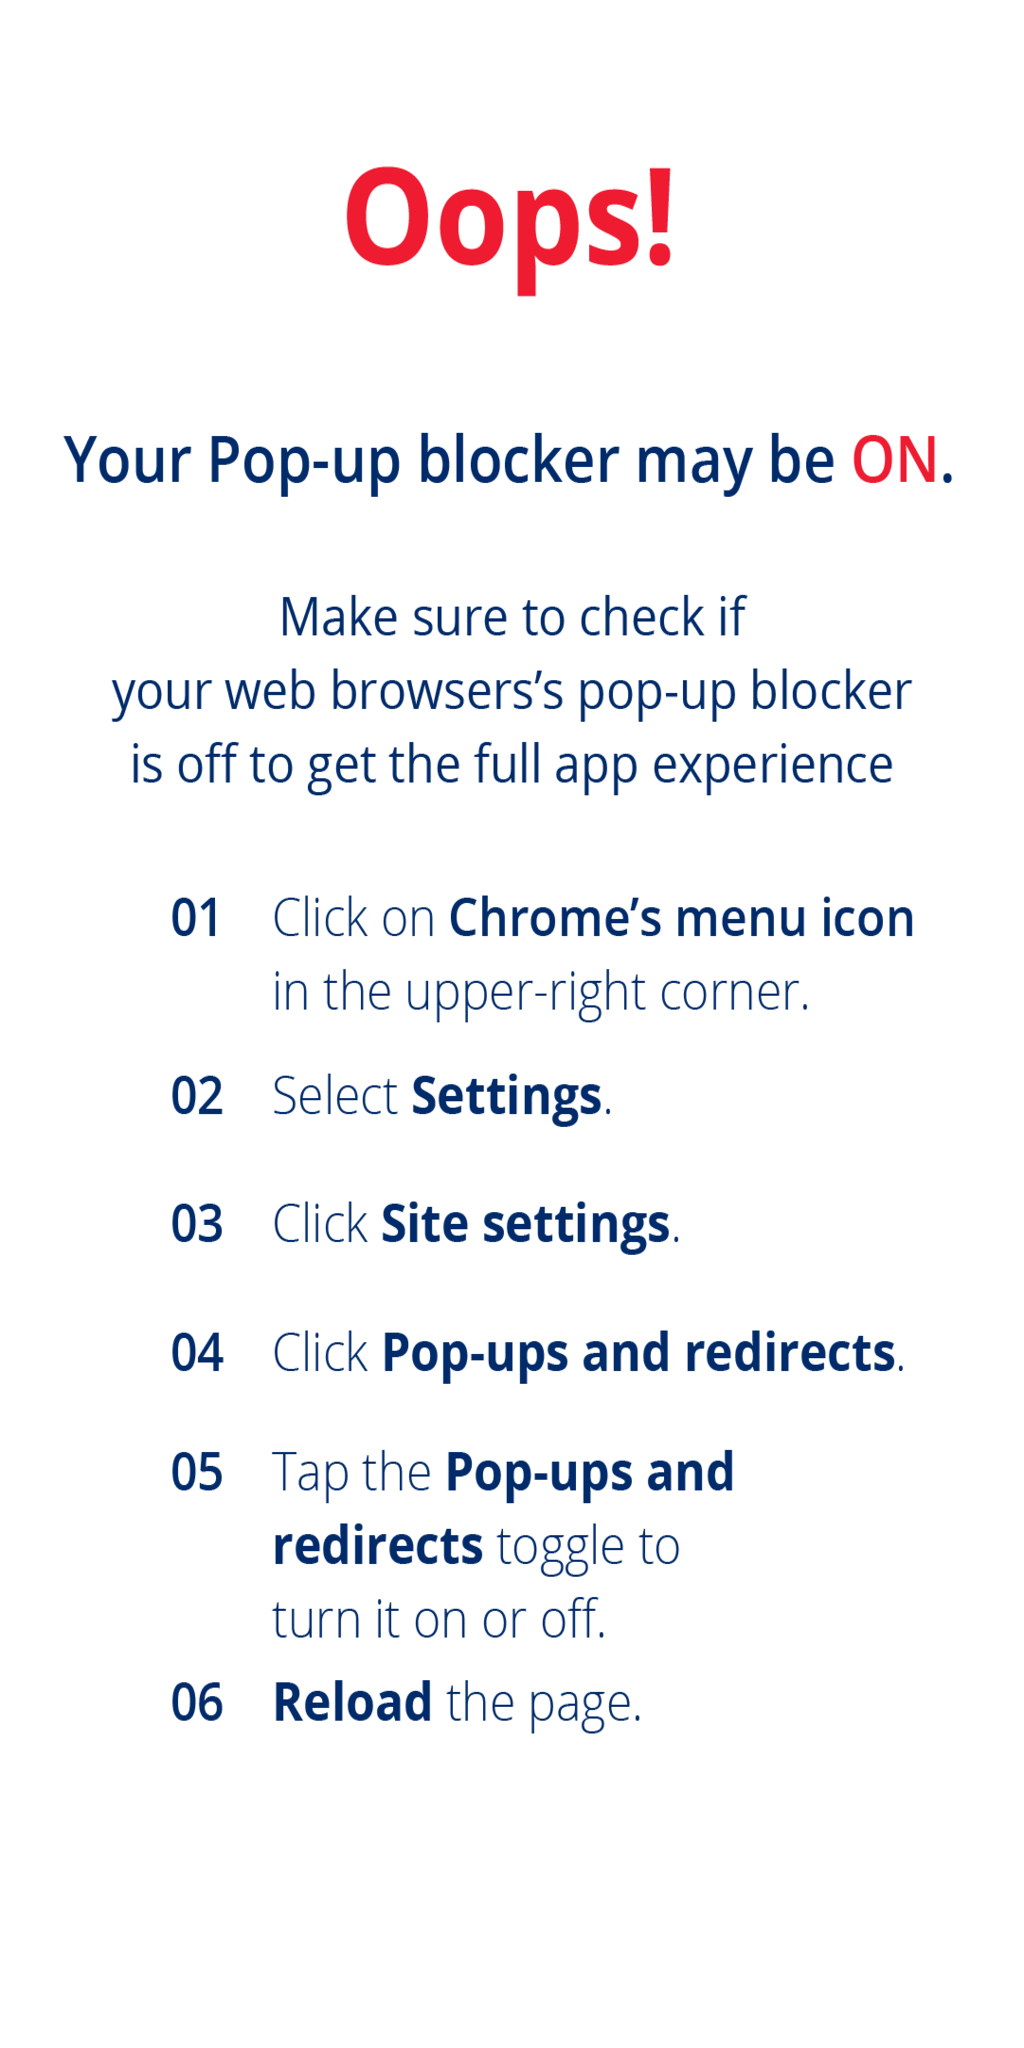 Oops!
Your Pop-up blocker may be ON.
Make sure to check if
your web browsers’s pop-up blocker
is off to get the full app experience
01 Click on Chrome’s menu icon
in the upper-right corner.
02 Select Settings.
03 Click Site settings.
04 Click Pop-ups and redirects.
05 Tap the Pop-ups and
redirects toggle to
turn it on or off.
06 Reload the page.